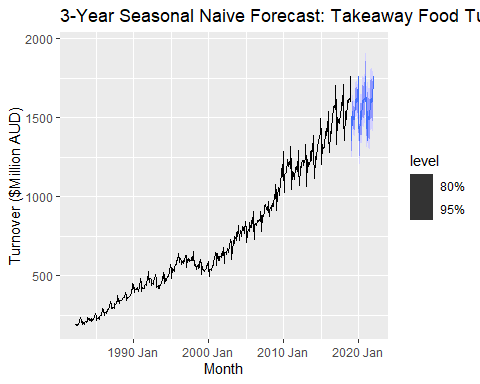 3-Year Seasonal Naive Forecast: Takeaway Food Tu
2000
1500
1000
500
Turnover ($Million AUD)
1990 Jan
2000 Jan
2010 Jan
2020 Jan
Month
level
80%
95%